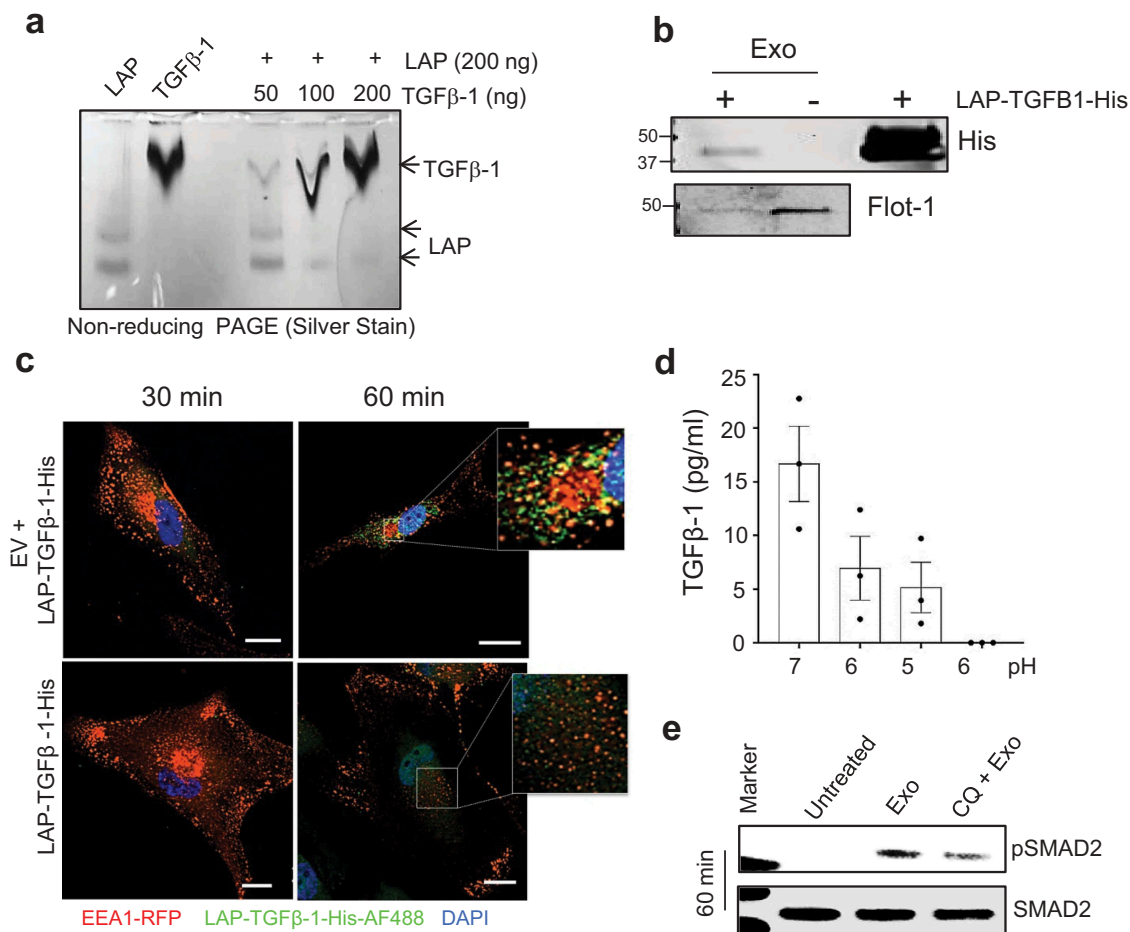 a
LAP
TGFβ-1
+ + + LAP (200 ng)
50 100 200 TGFβ-1 (ng)
TGFβ-1
LAP
Non-reducing PAGE (Silver Stain)
b
Exo
+ - + LAP-TGFB1-His
50
37
His
50
Flot-1
c
30 min 60 min
EV +
LAP-TGFβ-1-His
LAP-TGFβ -1-His
EEA1-RFP LAP-TGFβ-1-His-AF488 DAPI
d
TGFβ-1 (pg/ml)
25
20
15
10
5
0
7 6 5 6 pH
e
Marker
Untreated
Exo
CQ + Exo
60 min
pSMAD2
SMAD2